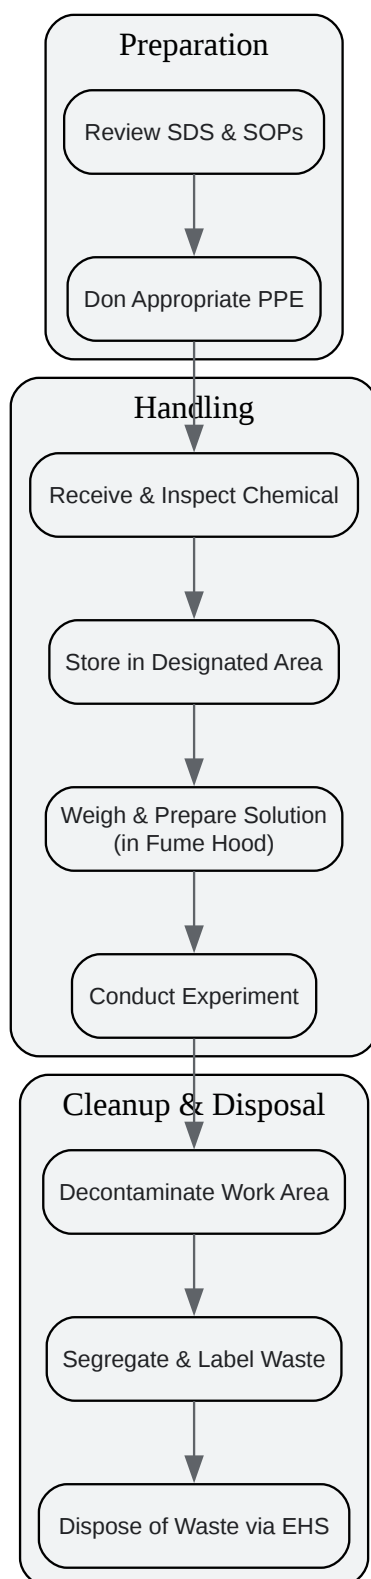 Preparation
Review SDS & SOPs
Don Appropriate PPE
Handling
Receive & Inspect Chemical
Store in Designated Area
Weigh & Prepare Solution
(in Fume Hood)
Conduct Experiment
Cleanup & Disposal
Decontaminate Work Area
Segregate & Label Waste
Dispose of Waste via EHS